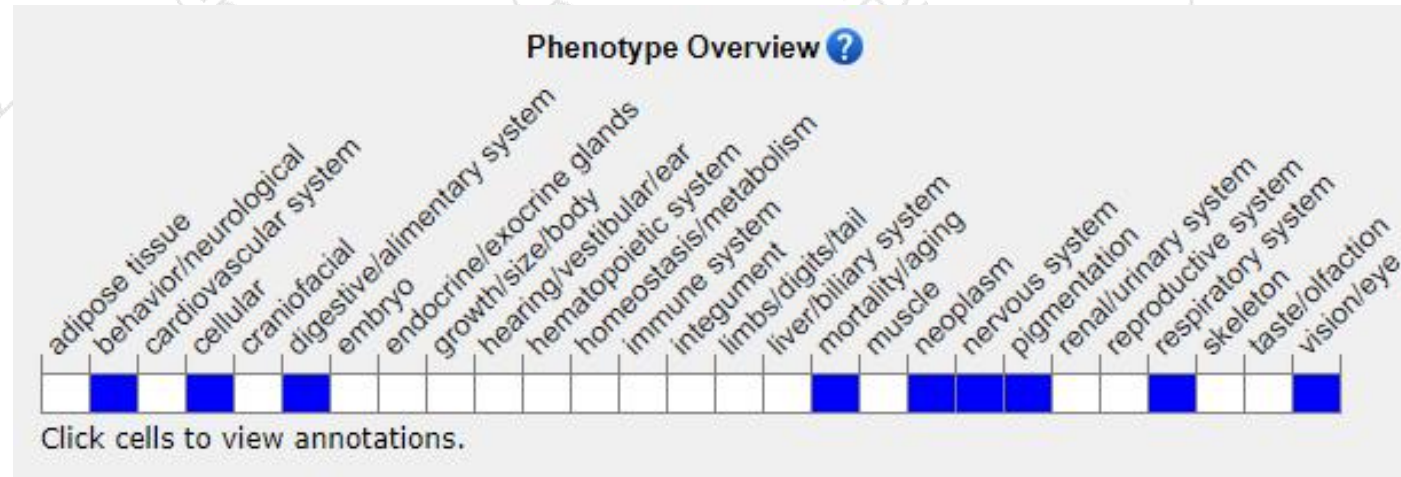 Phenotype Overview ?
adipose tissue
behavior/neurological
cardiovascular system
cellular
craniofacial
digestive/alimentary system
embryo
endocrine/exocrine glands
growth/size/body
hearing/vestibular/ear
hematopoietic system
homeostasis/metabolism
immune system
integument
limbs/digits/tail
liver/biliary system
mortality/aging
muscle
neoplasm
nervous system
pigmentation
renal/urinary system
reproductive system
respiratory system
skeleton
taste/olfaction
vision/eye
Click cells to view annotations.